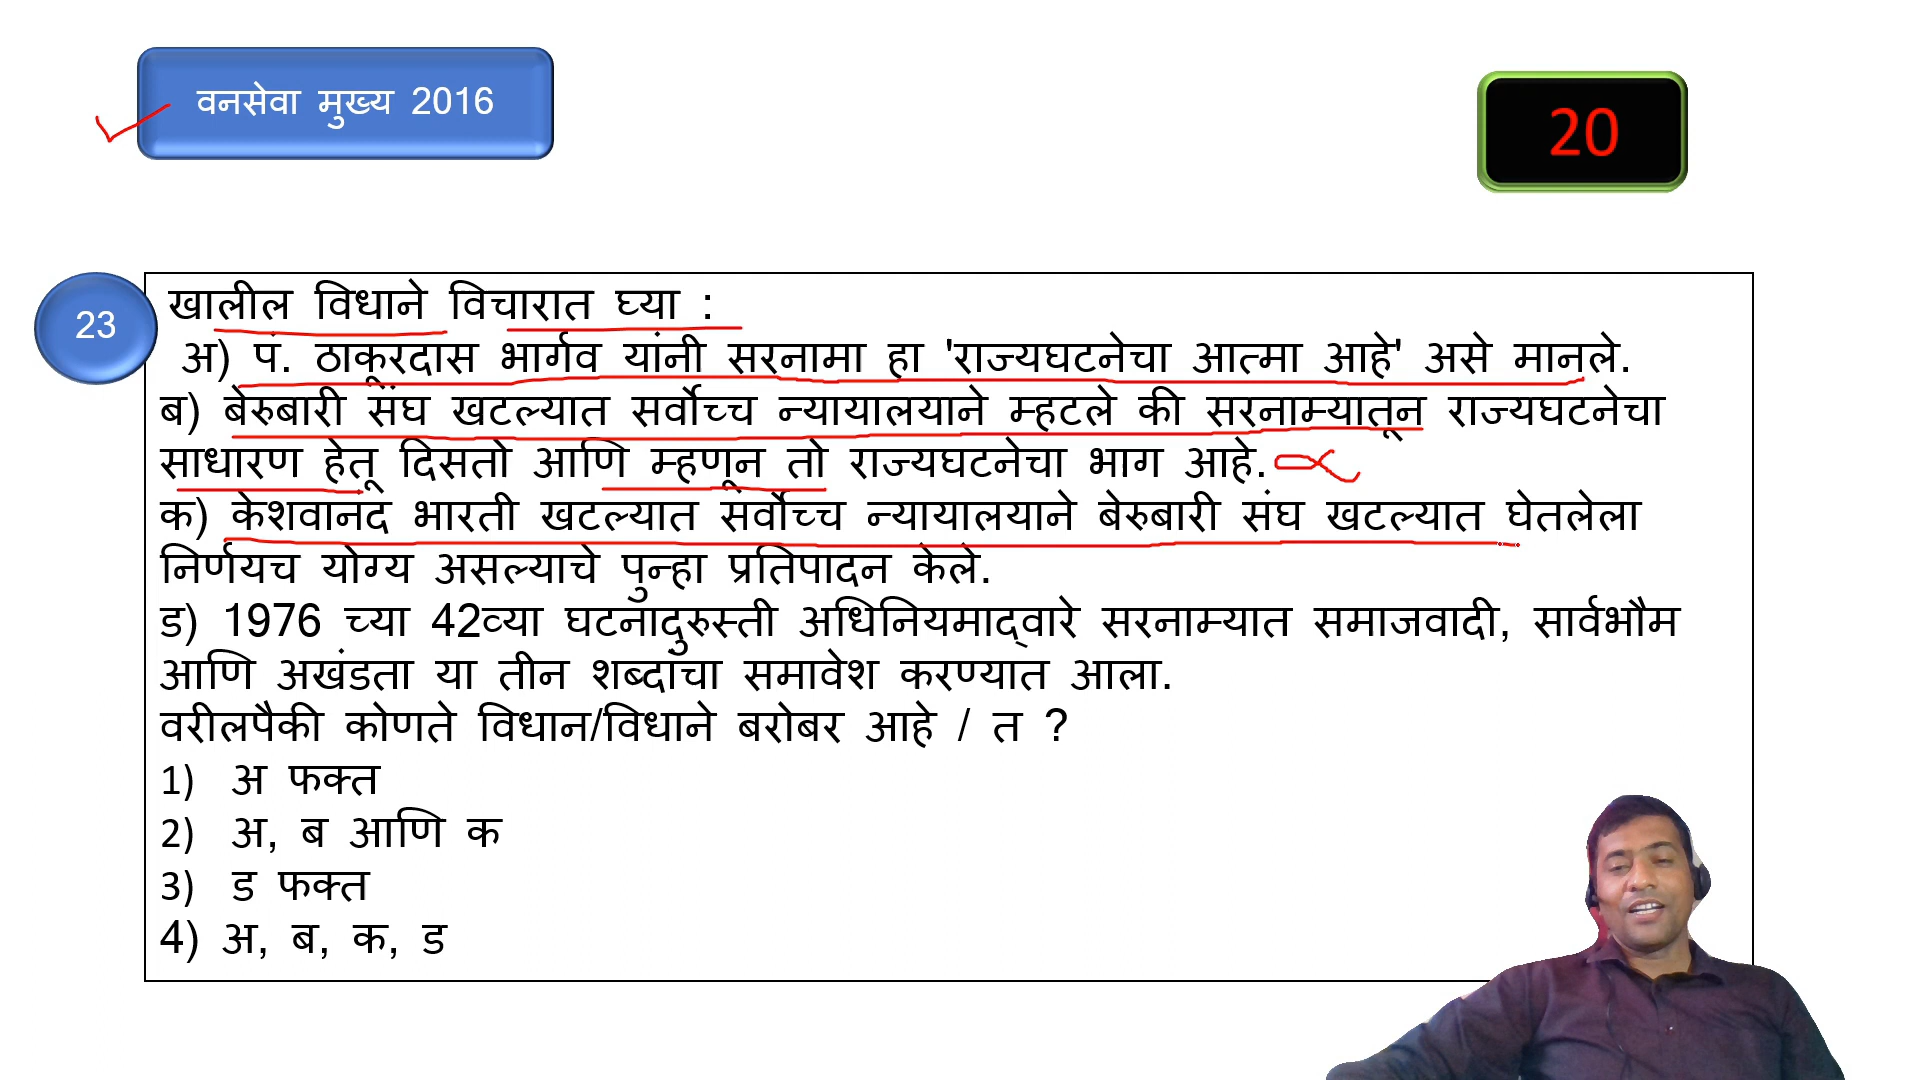 वनसेवा मुख्य 2016
20
23
खालील विधाने विचारात घ्या :
अ) पं. ठाकूरदास भार्गव यांनी सरनामा हा 'राज्यघटनेचा आत्मा आहे' असे मानले.
ब) बेरुबारी संघ खटल्यात सर्वोच्च न्यायालयाने म्हटले की सरनाम्यातून राज्यघटनेचा
साधारण हेतू दिसतो आणि म्हणून तो राज्यघटनेचा भाग आहे.
क) केशवानंद भारती खटल्यात सर्वोच्च न्यायालयाने बेरुबारी संघ खटल्यात घेतलेला
निर्णयच योग्य असल्याचे पुन्हा प्रतिपादन केले.
ड) 1976 च्या 42व्या घटनादुरुस्ती अधिनियमाद्वारे सरनाम्यात समाजवादी, सार्वभौम
आणि अखंडता या तीन शब्दांचा समावेश करण्यात आला.
वरीलपैकी कोणते विधान/विधाने बरोबर आहे / त ?
1) अ फक्त
2) अ, ब आणि क
3) ड फक्त
4) अ, ब, क, ड